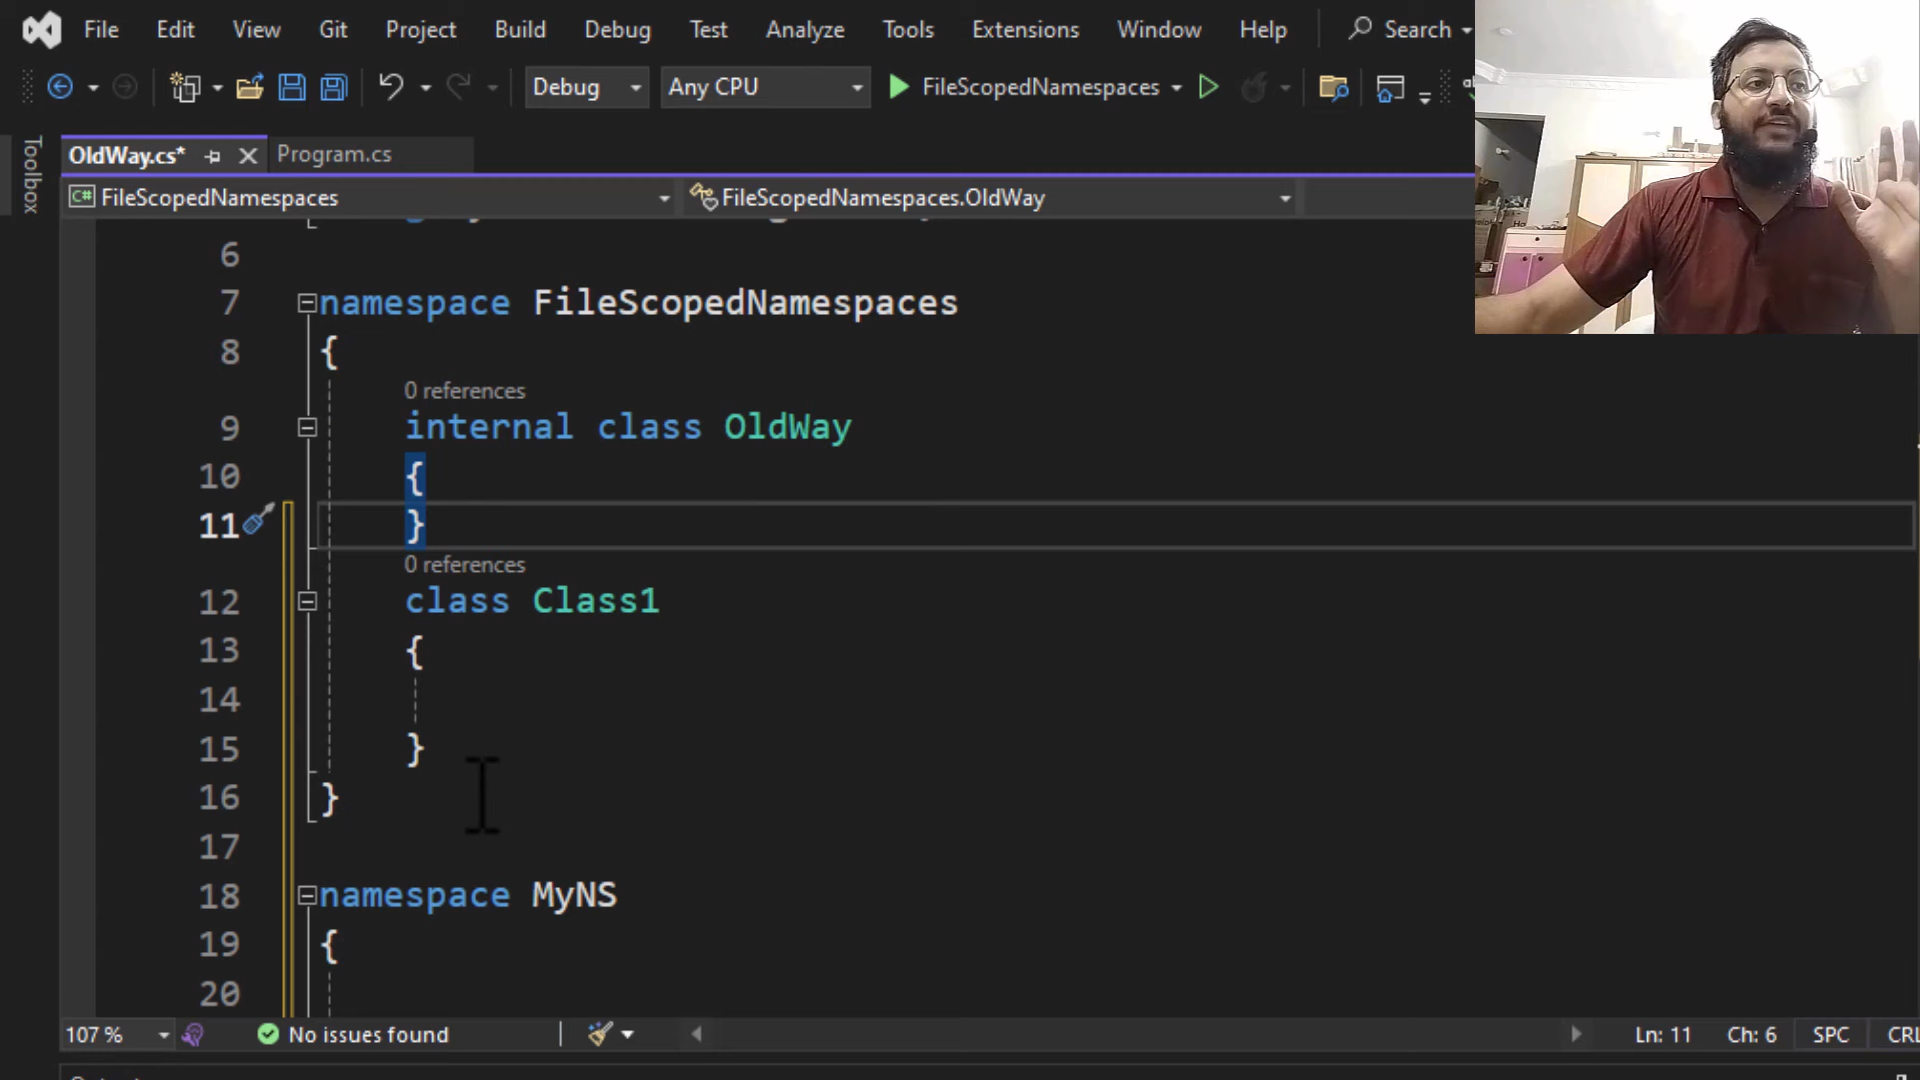 File Edit View Git Project Build Debug Test Analyze Tools Extensions Window Help Search
Debug Any CPU FileScopedNamespaces
Toolbox
OldWay.cs* Program.cs
C# FileScopedNamespaces FileScopedNamespaces.OldWay
6
7 namespace FileScopedNamespaces
8 {
0 references
9 internal class OldWay
10 {
11 }
0 references
12 class Class1
13 {
14
15 }
16 }
17
18 namespace MyNS
19 {
20
107 % No issues found Ln: 11 Ch: 6 SPC